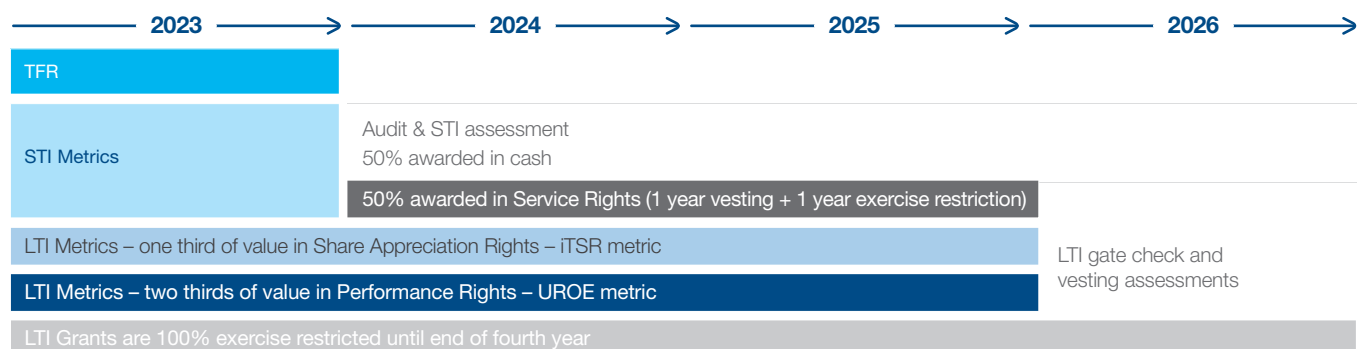 2023 2024 2025 2026
TFR
STI Metrics
Audit & STI assessment
50% awarded in cash
50% awarded in Service Rights (1 year vesting + 1 year exercise restriction)
LTI Metrics – one third of value in Share Appreciation Rights – iTSR metric
LTI Metrics – two thirds of value in Performance Rights – UROE metric
LTI gate check and
vesting assessments
LTI Grants are 100% exercise restricted until end of fourth year